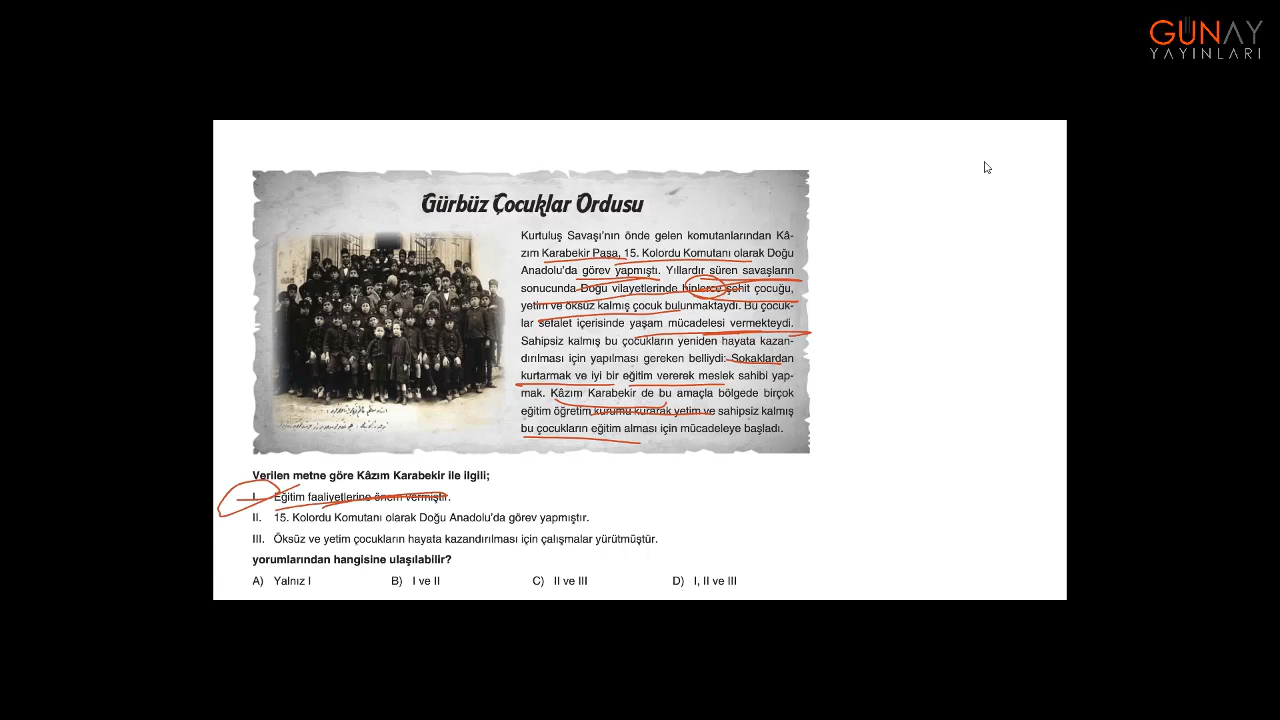 GÜNAY
YAYINLARI
Gürbüz Çocuklar Ordusu
Kurtuluş Savaşı'nın önde gelen komutanlarından Kâ-
zım Karabekir Paşa, 15. Kolordu Komutanı olarak Doğu
Anadolu'da görev yapmıştı. Yıllardır süren savaşların
sonucunda Doğu vilayetlerinde binlerce şehit çocuğu,
yetim ve öksüz kalmış çocuk bulunmaktaydı. Bu çocuk-
lar sefalet içerisinde yaşam mücadelesi vermekteydi.
Sahipsiz kalmış bu çocukların yeniden hayata kazan-
dırılması için yapılması gereken belliydi: Sokaklardan
kurtarmak ve iyi bir eğitim vererek meslek sahibi yap-
mak. Kâzım Karabekir de bu amaçla bölgede birçok
eğitim öğretim kurumu kurarak yetim ve sahipsiz kalmış
bu çocukların eğitim alması için mücadeleye başladı.
Verilen metne göre Kâzım Karabekir ile ilgili;
I. Eğitim faaliyetlerine önem vermiştir.
II. 15. Kolordu Komutanı olarak Doğu Anadolu'da görev yapmıştır.
III. Öksüz ve yetim çocukların hayata kazandırılması için çalışmalar yürütmüştür.
yorumlarından hangisine ulaşılabilir?
A) Yalnız I B) I ve II C) II ve III D) I, II ve III